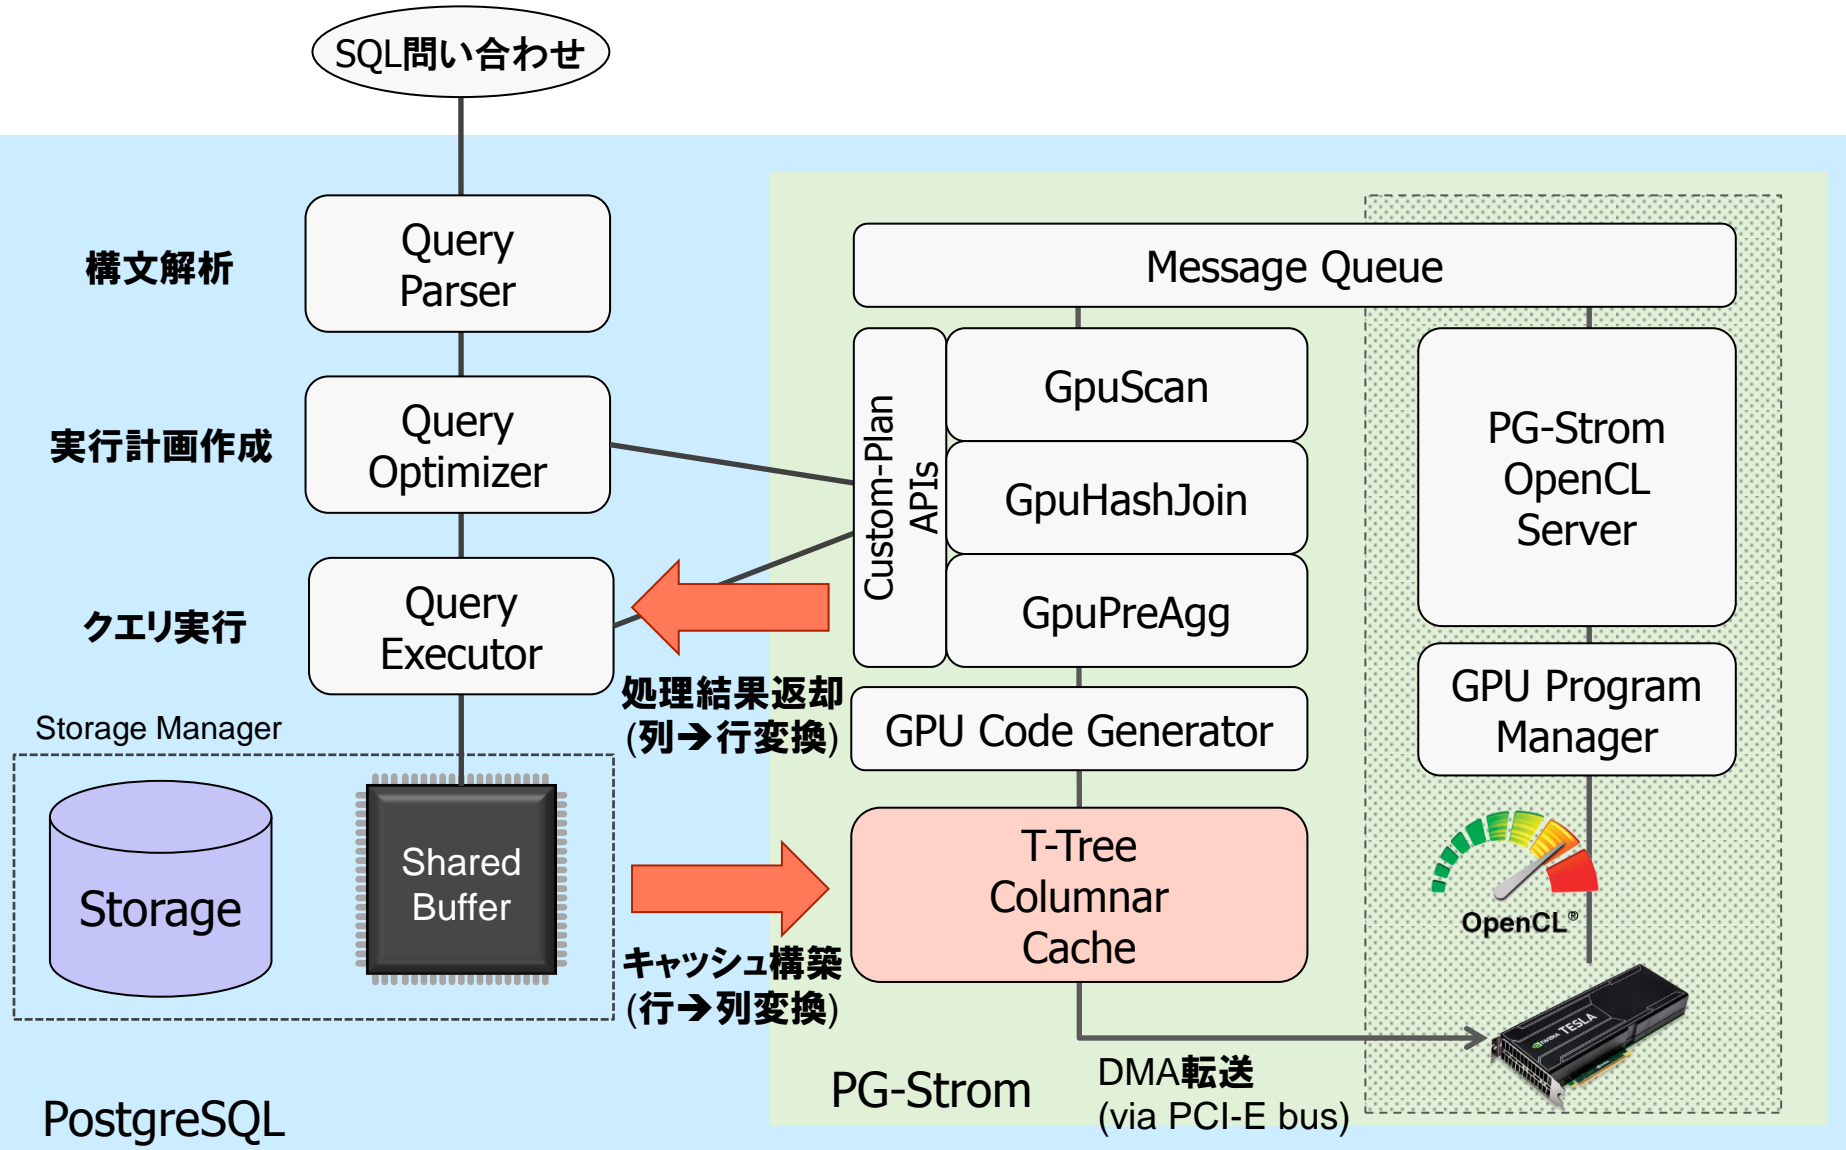 SQL問い合わせ
構文解析
Query
Parser
実行計画作成
Query
Optimizer
クエリ実行
Query
Executor
Storage Manager
Storage
Shared
Buffer
PostgreSQL
処理結果返却
(列➔行変換)
キャッシュ構築
(行➔列変換)
Message Queue
Custom-Plan
APIs
GpuScan
GpuHashJoin
GpuPreAgg
GPU Code Generator
T-Tree
Columnar
Cache
PG-Strom
DMA転送
(via PCI-E bus)
PG-Strom
OpenCL
Server
GPU Program
Manager
OpenCL®
NVIDIA TESLA